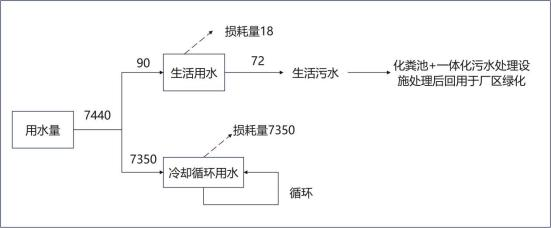 损耗量18
90
生活用水
72
生活污水
化粪池+一体化污水处理设
施处理后回用于厂区绿化
7440
用水量
损耗量7350
7350
冷却循环用水
循环